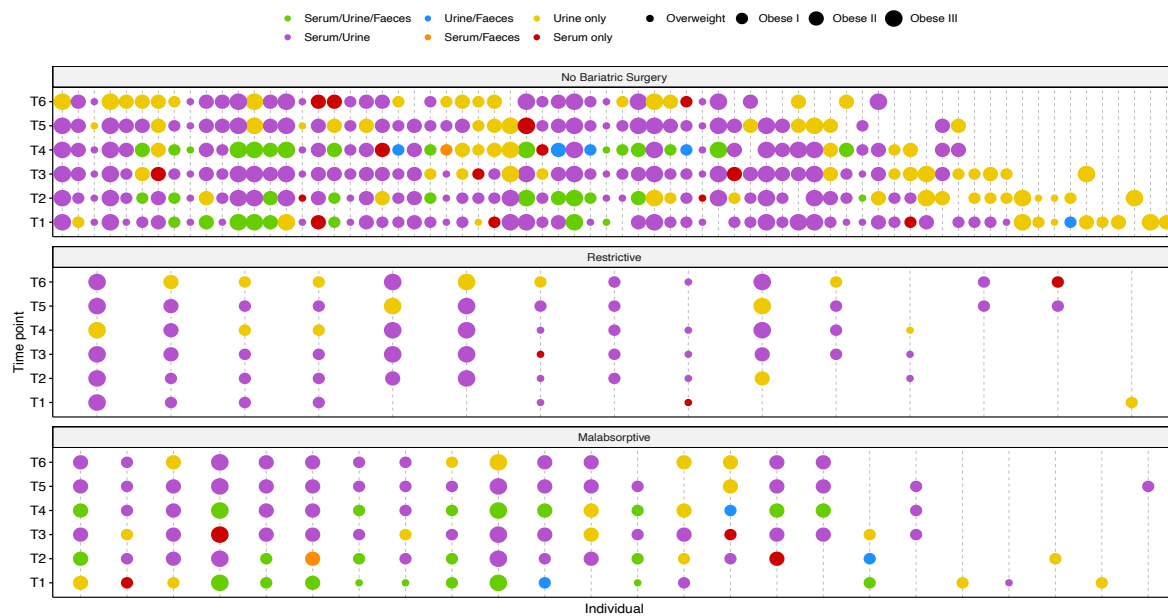 Serum/Urine/Faeces Urine/Faeces Urine only Overweight Obese I Obese II Obese III
Serum/Urine Serum/Faeces Serum only
No Bariatric Surgery
T6
T5
T4
T3
T2
T1
Restrictive
T6
T5
T4
T3
T2
T1
Time point
Malabsorptive
T6
T5
T4
T3
T2
T1
Individual